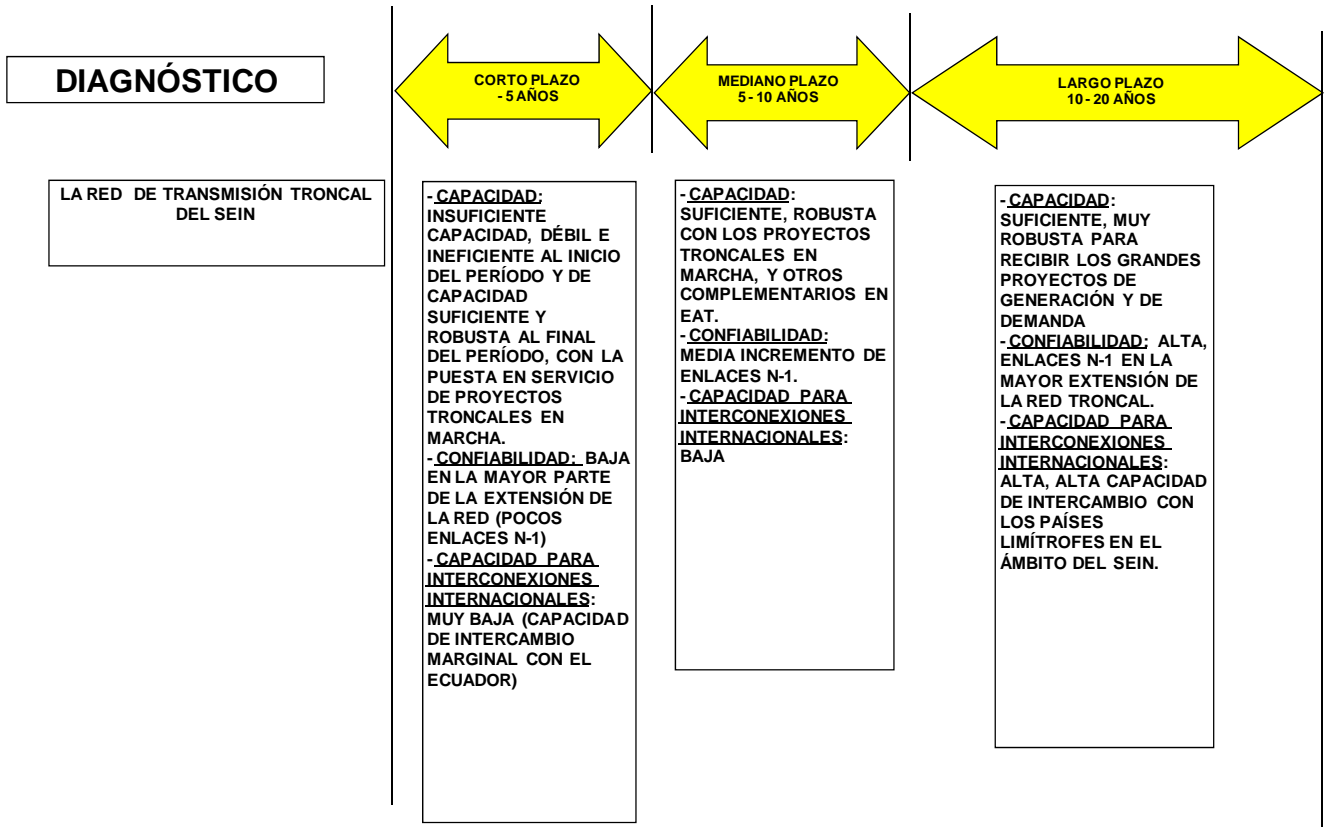 DIAGNÓSTICO
CORTO PLAZO
- 5 AÑOS
MEDIANO PLAZO
5 - 10 AÑOS
LARGO PLAZO
10 - 20 AÑOS
LA RED DE TRANSMISIÓN TRONCAL
DEL SEIN
- CAPACIDAD:
INSUFICIENTE
CAPACIDAD, DÉBIL E
INEFICIENTE AL INICIO
DEL PERÍODO Y DE
CAPACIDAD
SUFICIENTE Y
ROBUSTA AL FINAL
DEL PERÍODO, CON LA
PUESTA EN SERVICIO
DE PROYECTOS
TRONCALES EN
MARCHA.
- CONFIABILIDAD: BAJA
EN LA MAYOR PARTE
DE LA EXTENSIÓN DE
LA RED (POCOS
ENLACES N-1)
- CAPACIDAD PARA
INTERCONEXIONES
INTERNACIONALES:
MUY BAJA (CAPACIDAD
DE INTERCAMBIO
MARGINAL CON EL
ECUADOR)
- CAPACIDAD:
SUFICIENTE, ROBUSTA
CON LOS PROYECTOS
TRONCALES EN
MARCHA, Y OTROS
COMPLEMENTARIOS EN
EAT.
- CONFIABILIDAD:
MEDIA INCREMENTO DE
ENLACES N-1.
- CAPACIDAD PARA
INTERCONEXIONES
INTERNACIONALES:
BAJA
- CAPACIDAD:
SUFICIENTE, MUY
ROBUSTA PARA
RECIBIR LOS GRANDES
PROYECTOS DE
GENERACIÓN Y DE
DEMANDA
- CONFIABILIDAD: ALTA,
ENLACES N-1 EN LA
MAYOR EXTENSIÓN DE
LA RED TRONCAL.
- CAPACIDAD PARA
INTERCONEXIONES
INTERNACIONALES:
ALTA, ALTA CAPACIDAD
DE INTERCAMBIO CON
LOS PAÍSES
LIMÍTROFES EN EL
ÁMBITO DEL SEIN.